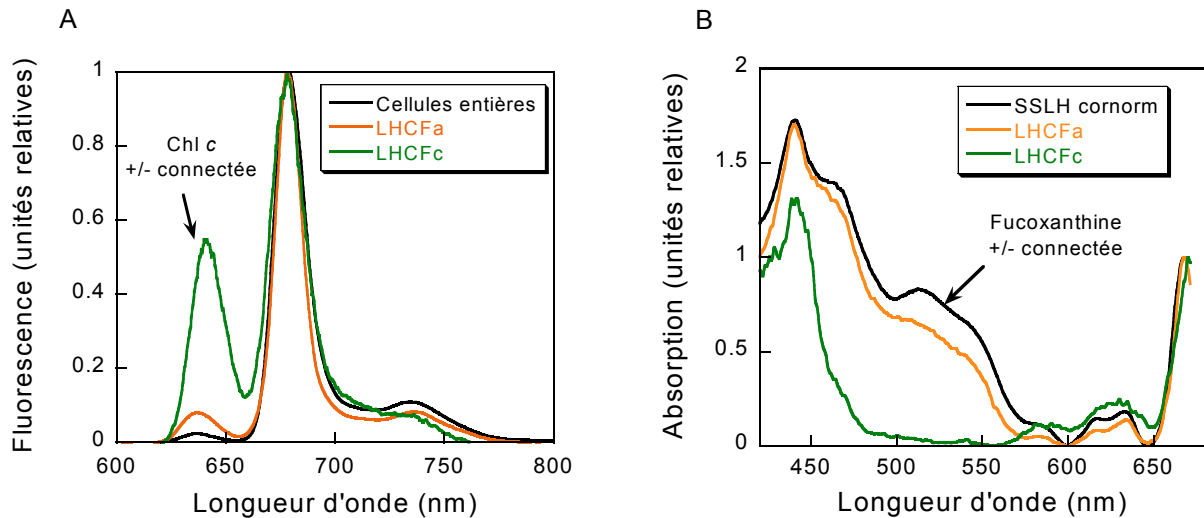 A
Fluorescence (unités relatives)
1
0.8
0.6
0.4
0.2
0
Cellules entières
LHCFa
LHCFc
Chl c
+/- connectée
600
650
700
750
800
Longueur d'onde (nm)
B
Absorption (unités relatives)
2
1.5
1
0.5
0
SSLH cornorm
LHCFa
LHCFc
Fucoxanthine
+/- connectée
450
500
550
600
650
Longueur d'onde (nm)